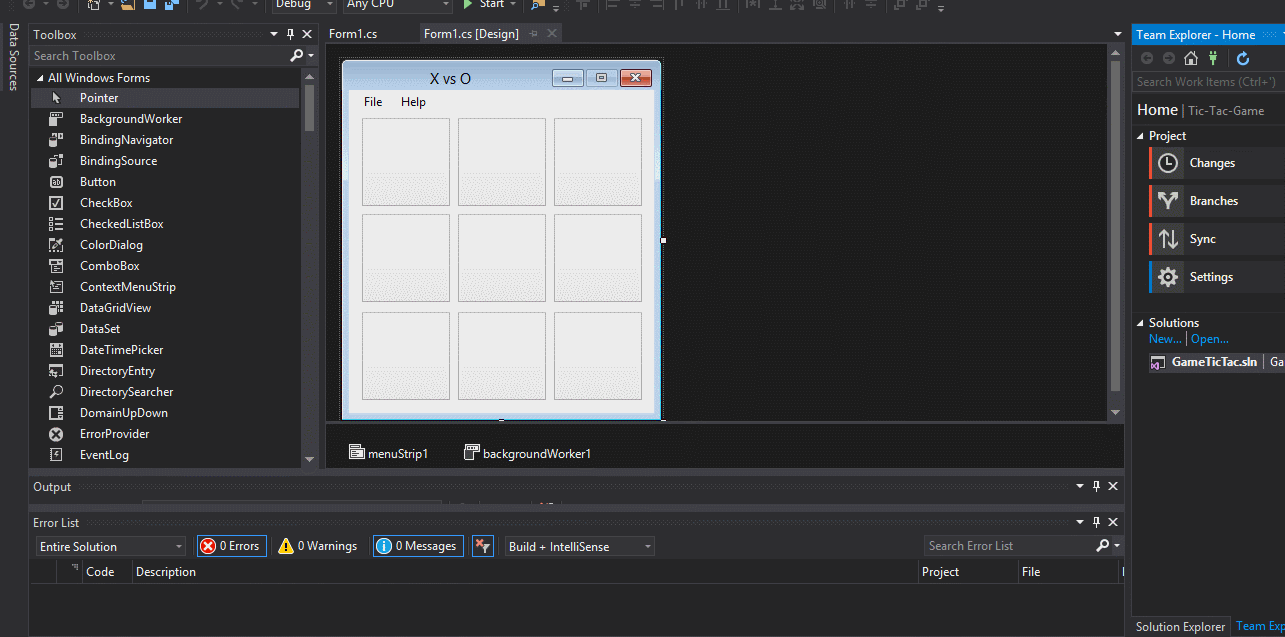 Debug Any CPU Start
Data Sources
Toolbox
Search Toolbox
All Windows Forms
Pointer
BackgroundWorker
BindingNavigator
BindingSource
Button
CheckBox
CheckedListBox
ColorDialog
ComboBox
ContextMenuStrip
DataGridView
DataSet
DateTimePicker
DirectoryEntry
DirectorySearcher
DomainUpDown
ErrorProvider
EventLog
Form1.cs Form1.cs [Design]
X vs O
File Help
menuStrip1 backgroundWorker1
Team Explorer - Home
Search Work Items (Ctrl+')
Home | Tic-Tac-Game
Project
Changes
Branches
Sync
Settings
Solutions
New... | Open...
GameTicTac.sln | Ga
Output
Error List
Entire Solution 0 Errors 0 Warnings 0 Messages Build + IntelliSense Search Error List
Code Description Project File
Solution Explorer Team Exp